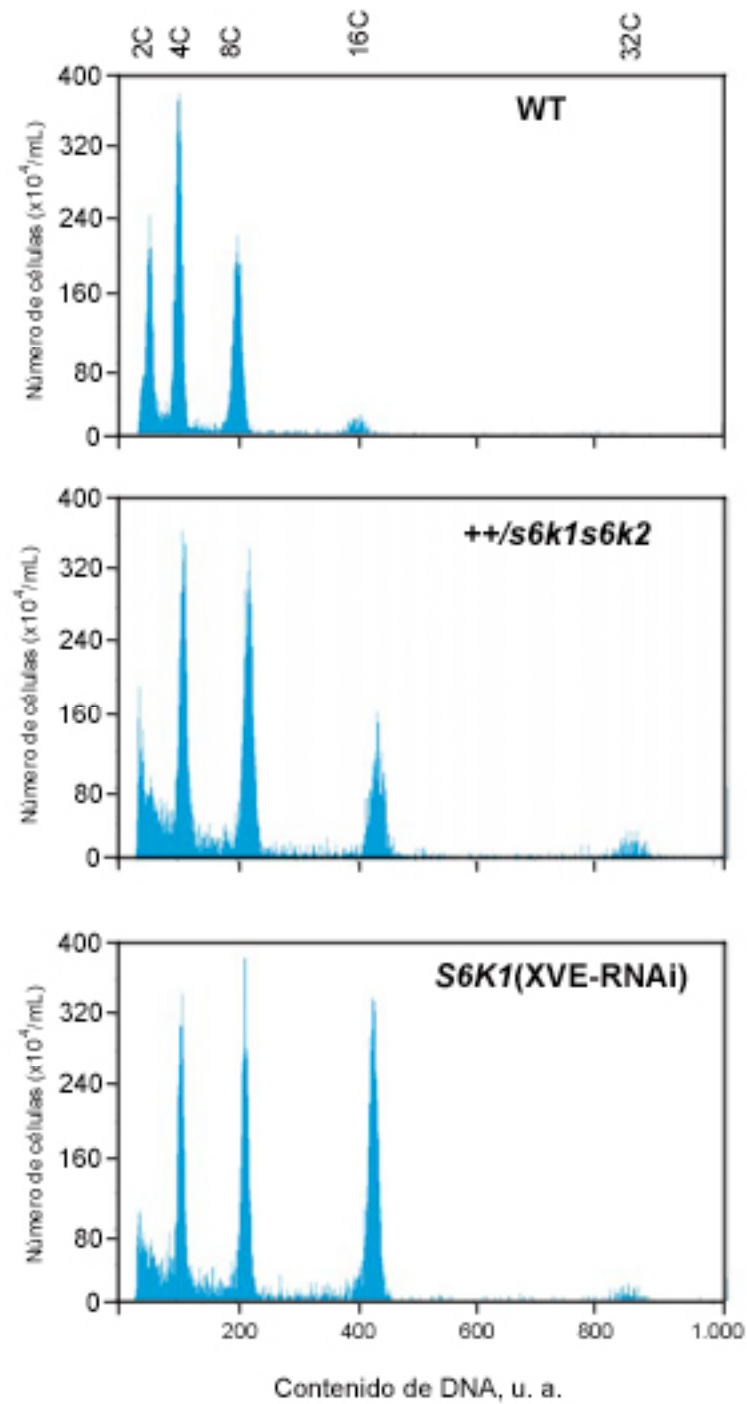 2C 4C 8C 16C 32C
WT
Número de células (x10⁴/mL)
400
320
240
160
80
0
++/s6k1s6k2
Número de células (x10⁴/mL)
400
320
240
160
80
0
S6K1(XVE-RNAi)
Número de células (x10⁴/mL)
400
320
240
160
80
0
200 400 600 800 1.000
Contenido de DNA, u. a.